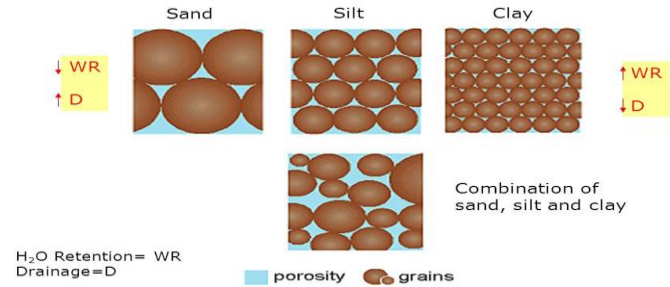 Sand Silt Clay
↓ WR
↑ D
↑ WR
↓ D
Combination of
sand, silt and clay
H₂O Retention= WR
Drainage=D
porosity grains